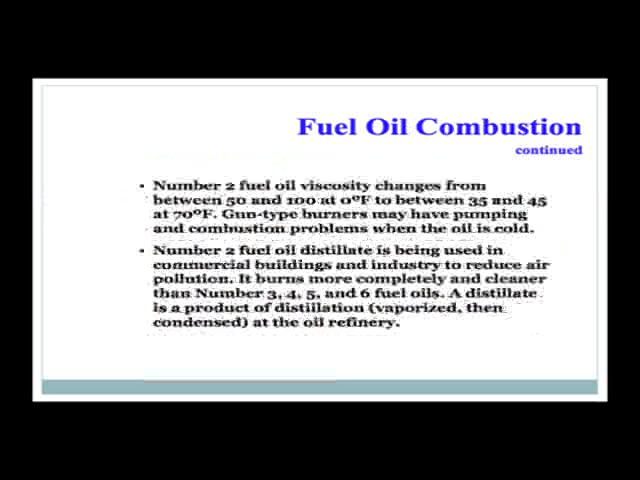 Fuel Oil Combustion
continued
• Number 2 fuel oil viscosity changes from
between 50 and 100 at 0ºF to between 35 and 45
at 70ºF. Gun-type burners may have pumping
and combustion problems when the oil is cold.
• Number 2 fuel oil distillate is being used in
commercial buildings and industry to reduce air
pollution. It burns more completely and cleaner
than Number 3, 4, 5, and 6 fuel oils. A distillate
is a product of distillation (vaporized, then
condensed) at the oil refinery.